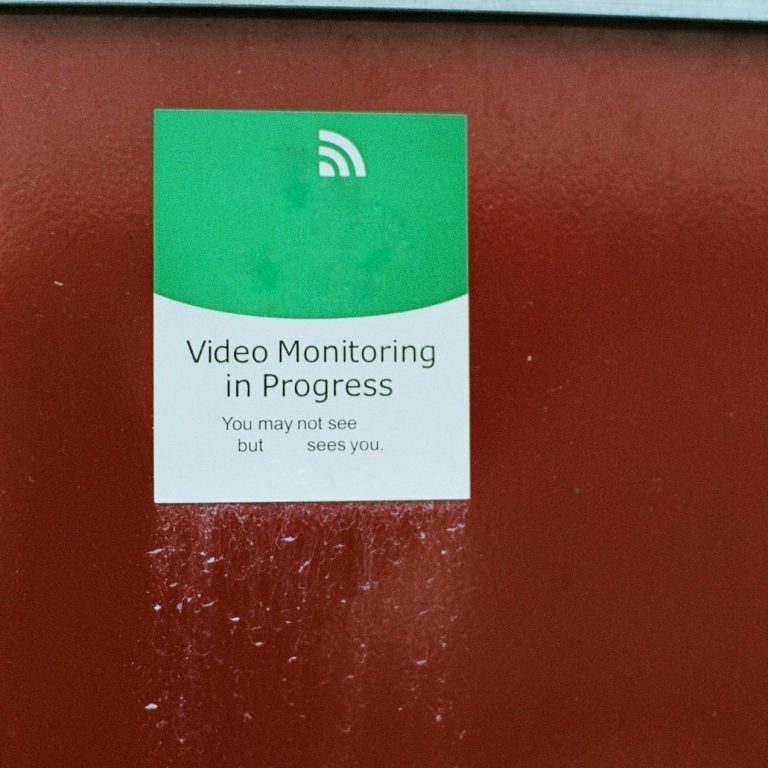 Video Monitoring
in Progress
You may not see
but sees you.